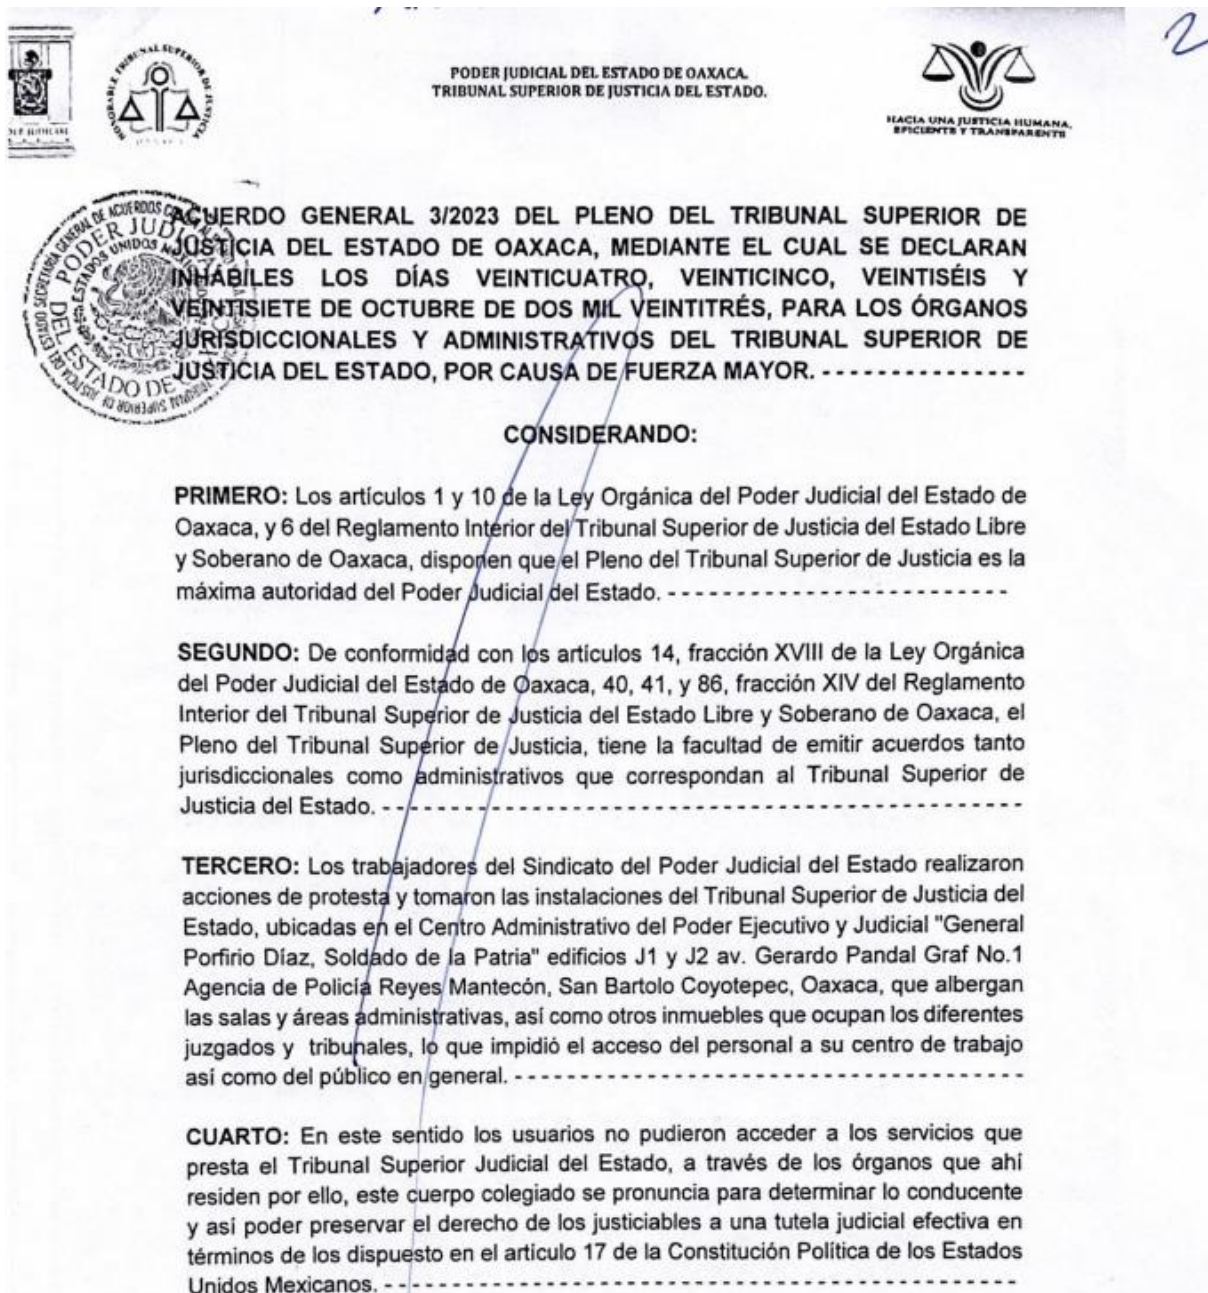 2
PODER JUDICIAL DEL ESTADO DE OAXACA.
TRIBUNAL SUPERIOR DE JUSTICIA DEL ESTADO.
HONORABLE TRIBUNAL SUPERIOR DE JUSTICIA
OAXACA
HACIA UNA JUSTICIA HUMANA,
EFICIENTE Y TRANSPARENTE
PODER JUDICIAL
DEL ESTADO DE
ESTADOS UNIDOS
ACUERDO GENERAL 3/2023 DEL PLENO DEL TRIBUNAL SUPERIOR DE
JUSTICIA DEL ESTADO DE OAXACA, MEDIANTE EL CUAL SE DECLARAN
INHÁBILES LOS DÍAS VEINTICUATRO, VEINTICINCO, VEINTISÉIS Y
VEINTISIETE DE OCTUBRE DE DOS MIL VEINTITRÉS, PARA LOS ÓRGANOS
JURISDICCIONALES Y ADMINISTRATIVOS DEL TRIBUNAL SUPERIOR DE
JUSTICIA DEL ESTADO, POR CAUSA DE FUERZA MAYOR. - - - - - - - - - - - - - - -
CONSIDERANDO:
PRIMERO: Los artículos 1 y 10 de la Ley Orgánica del Poder Judicial del Estado de
Oaxaca, y 6 del Reglamento Interior del Tribunal Superior de Justicia del Estado Libre
y Soberano de Oaxaca, disponen que el Pleno del Tribunal Superior de Justicia es la
máxima autoridad del Poder Judicial del Estado. - - - - - - - - - - - - - - - - - - - - - - - - - -
SEGUNDO: De conformidad con los artículos 14, fracción XVIII de la Ley Orgánica
del Poder Judicial del Estado de Oaxaca, 40, 41, y 86, fracción XIV del Reglamento
Interior del Tribunal Superior de Justicia del Estado Libre y Soberano de Oaxaca, el
Pleno del Tribunal Superior de Justicia, tiene la facultad de emitir acuerdos tanto
jurisdiccionales como administrativos que correspondan al Tribunal Superior de
Justicia del Estado. - - - - - - - - - - - - - - - - - - - - - - - - - - - - - - - - - - - - - - - - - - - - - - -
TERCERO: Los trabajadores del Sindicato del Poder Judicial del Estado realizaron
acciones de protesta y tomaron las instalaciones del Tribunal Superior de Justicia del
Estado, ubicadas en el Centro Administrativo del Poder Ejecutivo y Judicial "General
Porfirio Díaz, Soldado de la Patria" edificios J1 y J2 av. Gerardo Pandal Graf No.1
Agencia de Policía Reyes Mantecón, San Bartolo Coyotepec, Oaxaca, que albergan
las salas y áreas administrativas, así como otros inmuebles que ocupan los diferentes
juzgados y tribunales, lo que impidió el acceso del personal a su centro de trabajo
así como del público en general. - - - - - - - - - - - - - - - - - - - - - - - - - - - - - - - - - - - - - -
CUARTO: En este sentido los usuarios no pudieron acceder a los servicios que
presta el Tribunal Superior Judicial del Estado, a través de los órganos que ahí
residen por ello, este cuerpo colegiado se pronuncia para determinar lo conducente
y así poder preservar el derecho de los justiciables a una tutela judicial efectiva en
términos de los dispuesto en el artículo 17 de la Constitución Política de los Estados
Unidos Mexicanos. - - - - - - - - - - - - - - - - - - - - - - - - - - - - - - - - - - - - - - - - - - - - - -